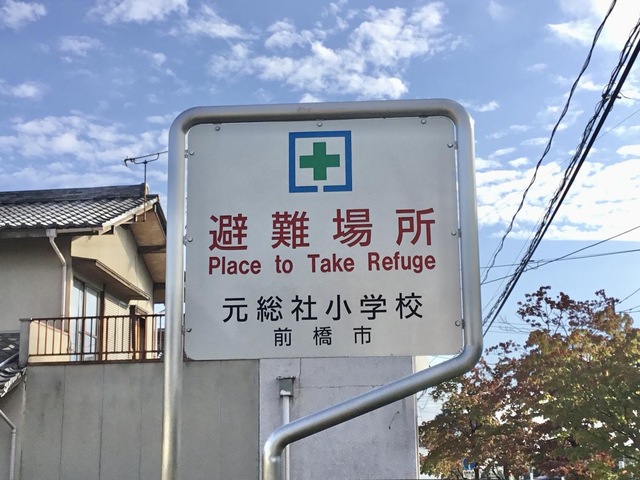 避難場所
Place to Take Refuge
元総社小学校
前橋市